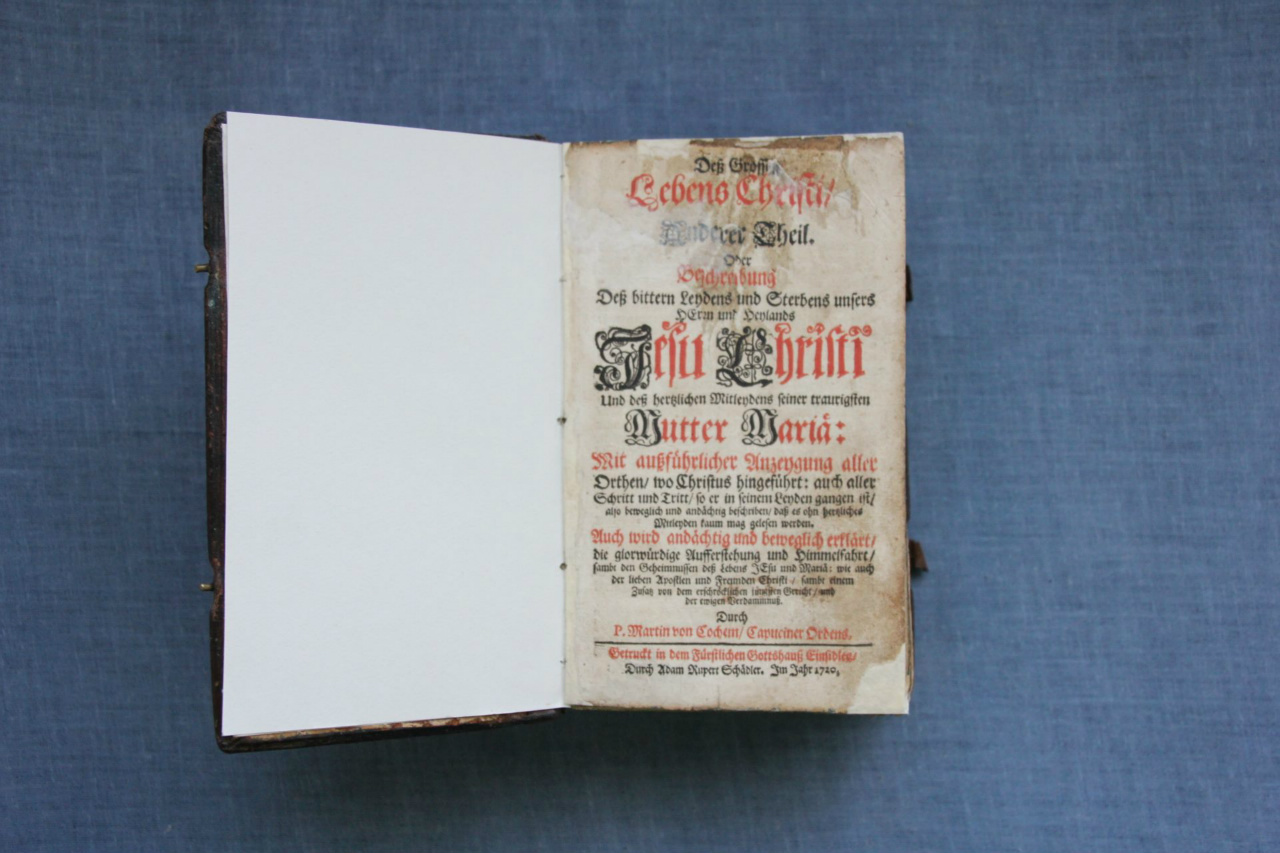 Deß Grossen
Lebens Christi/
Anderer Theil.
Oder
Beschreibung
Deß bittern Leydens und Sterbens unsers
HErrn und Heylands
Jesu Christi
Und deß hertzlichen Mitleydens seiner traurigsten
Mutter Mariä:
Mit außführlicher Anzeygung aller
Orthen/ wo Christus hingeführt: auch aller
Schritt und Tritt/ so er in seinem Leyden gangen ist/
also beweglich und andächtig beschriben/ daß es ohn hertzliches
Mitleyden kaum mag gelesen werden.
Auch wird andächtig und beweglich erklärt/
die glorwürdige Aufferstehung und Himmelfahrt/
sambt den Geheimnussen deß Lebens JEsu und Mariä: wie auch
der lieben Apostlen und Freunden Christi/ sambt einem
Zusatz von dem erschröcklichen jüngsten Gericht/ und
der ewigen Verdammnuß.
Durch
P. Martin von Cochem/ Capuciner Ordens.
Getruckt in dem Fürstlichen Gottshauß Einsidlen/
Durch Adam Rupert Schädler. Im Jahr 1720.